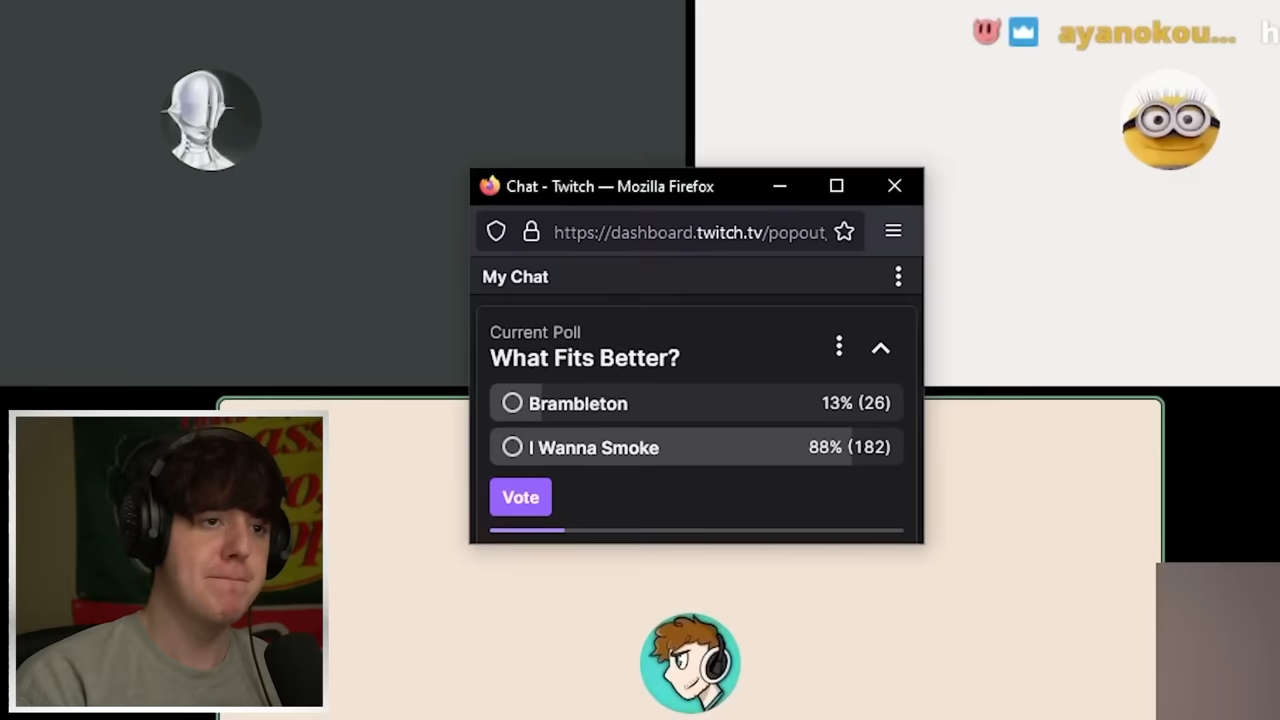 ayanokou... h
Chat - Twitch — Mozilla Firefox
https://dashboard.twitch.tv/popout
My Chat
Current Poll
What Fits Better?
Brambleton 13% (26)
I Wanna Smoke 88% (182)
Vote
ass